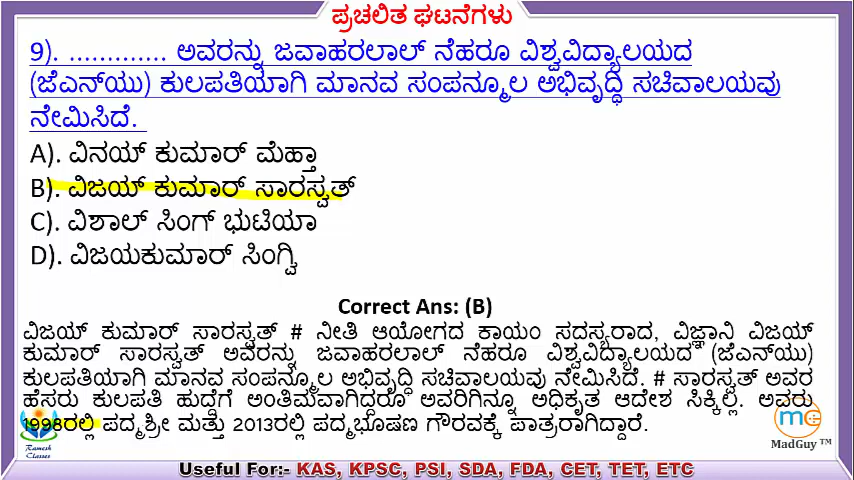 ಪ್ರಚಲಿತ ಘಟನೆಗಳು
9). ............. ಅವರನ್ನು ಜವಾಹರಲಾಲ್ ನೆಹರೂ ವಿಶ್ವವಿದ್ಯಾಲಯದ
(ಜೆಎನ್‌ಯು) ಕುಲಪತಿಯಾಗಿ ಮಾನವ ಸಂಪನ್ಮೂಲ ಅಭಿವೃದ್ಧಿ ಸಚಿವಾಲಯವು
ನೇಮಿಸಿದೆ.
A). ವಿನಯ್ ಕುಮಾರ್ ಮೆಹ್ತಾ
B). ವಿಜಯ್ ಕುಮಾರ್ ಸಾರಸ್ವತ್
C). ವಿಶಾಲ್ ಸಿಂಗ್ ಭುಟಿಯಾ
D). ವಿಜಯಕುಮಾರ್ ಸಿಂಗ್ವಿ
Correct Ans: (B)
ವಿಜಯ್ ಕುಮಾರ್ ಸಾರಸ್ವತ್ # ನೀತಿ ಆಯೋಗದ ಕಾಯಂ ಸದಸ್ಯರಾದ, ವಿಜ್ಞಾನಿ ವಿಜಯ್
ಕುಮಾರ್ ಸಾರಸ್ವತ್ ಅವರನ್ನು ಜವಾಹರಲಾಲ್ ನೆಹರೂ ವಿಶ್ವವಿದ್ಯಾಲಯದ (ಜೆಎನ್‌ಯು)
ಕುಲಪತಿಯಾಗಿ ಮಾನವ ಸಂಪನ್ಮೂಲ ಅಭಿವೃದ್ಧಿ ಸಚಿವಾಲಯವು ನೇಮಿಸಿದೆ. # ಸಾರಸ್ವತ್ ಅವರ
ಹೆಸರು ಕುಲಪತಿ ಹುದ್ದೆಗೆ ಅಂತಿಮವಾಗಿದ್ದರೂ ಅವರಿಗಿನ್ನೂ ಅಧಿಕೃತ ಆದೇಶ ಸಿಕ್ಕಿಲ್ಲ. ಅವರು
1998ರಲ್ಲಿ ಪದ್ಮಶ್ರೀ ಮತ್ತು 2013ರಲ್ಲಿ ಪದ್ಮಭೂಷಣ ಗೌರವಕ್ಕೆ ಪಾತ್ರರಾಗಿದ್ದಾರೆ.
Ramesh
Classes
MadGuy ™
Useful For:- KAS, KPSC, PSI, SDA, FDA, CET, TET, ETC